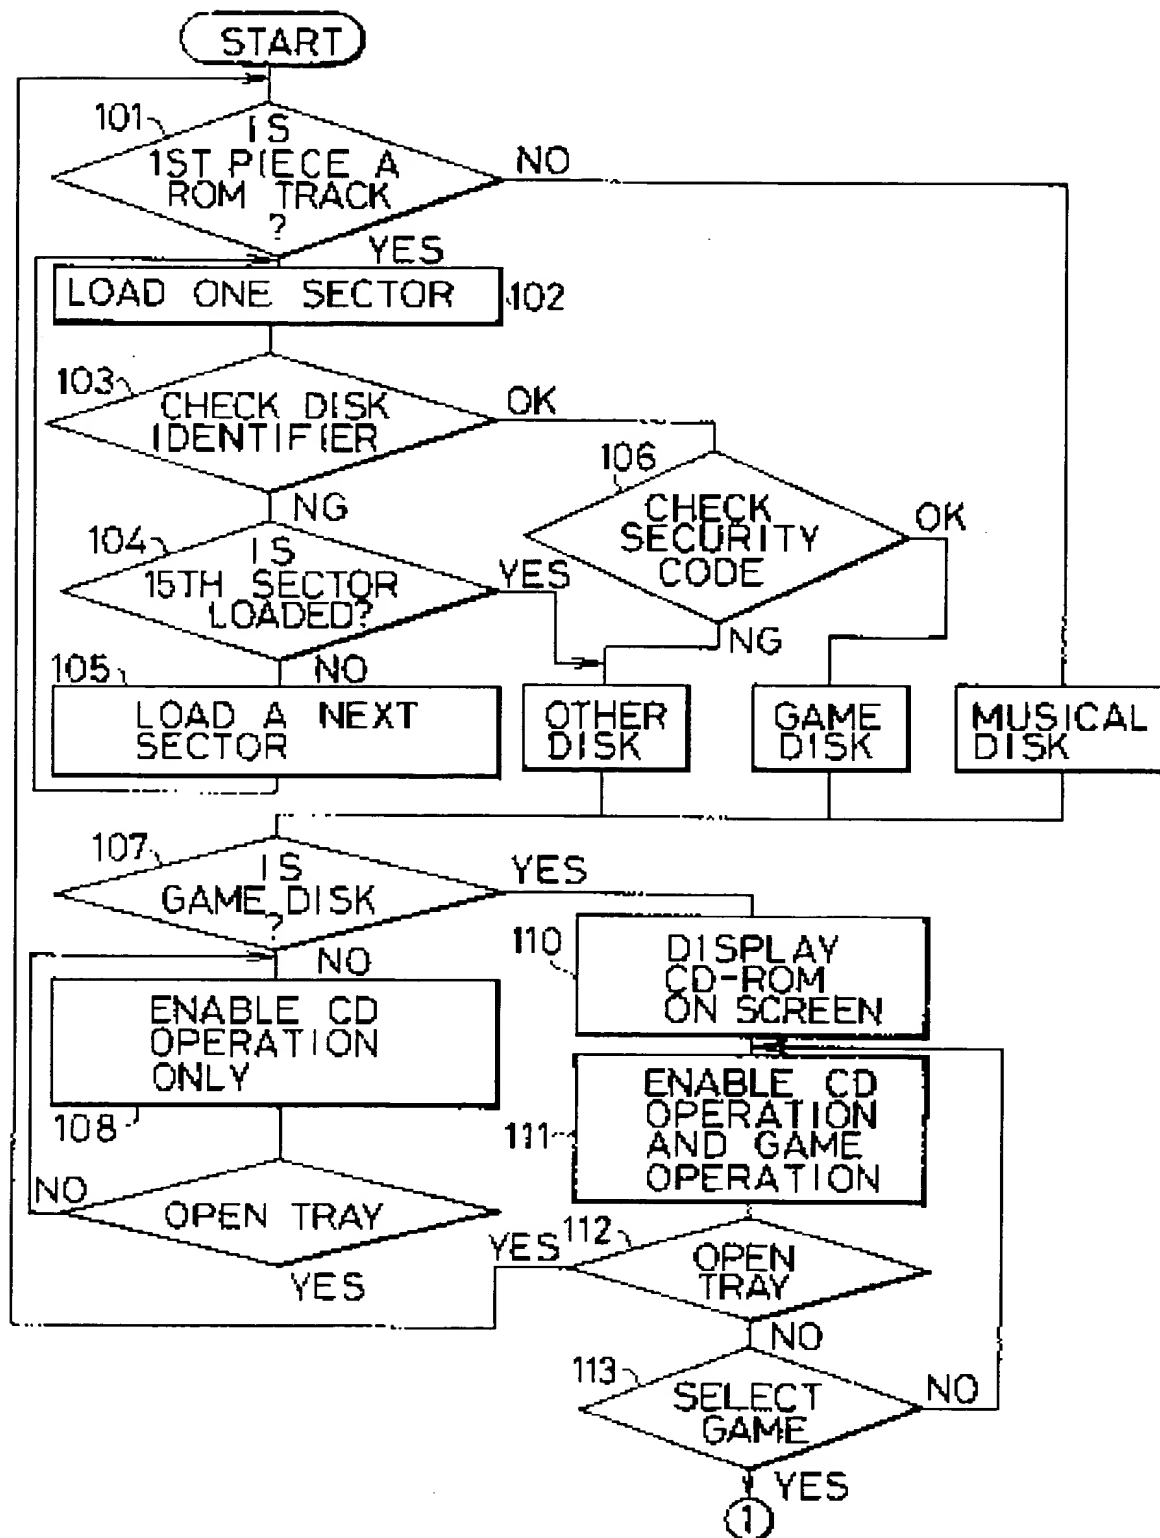 START
101
IS
1ST PIECE A
ROM TRACK
?
NO
YES
LOAD ONE SECTOR
102
103
CHECK DISK
IDENTIFIER
OK
NG
106
CHECK
SECURITY
CODE
OK
NG
104
IS
15TH SECTOR
LOADED?
YES
NO
105
LOAD A NEXT
SECTOR
OTHER
DISK
GAME
DISK
MUSICAL
DISK
107
IS
GAME DISK
?
YES
NO
110
DISPLAY
CD-ROM
ON SCREEN
ENABLE CD
OPERATION
ONLY
108
111
ENABLE CD
OPERATION
AND GAME
OPERATION
NO
OPEN TRAY
YES
YES
112
OPEN
TRAY
NO
113
SELECT
GAME
NO
YES
1